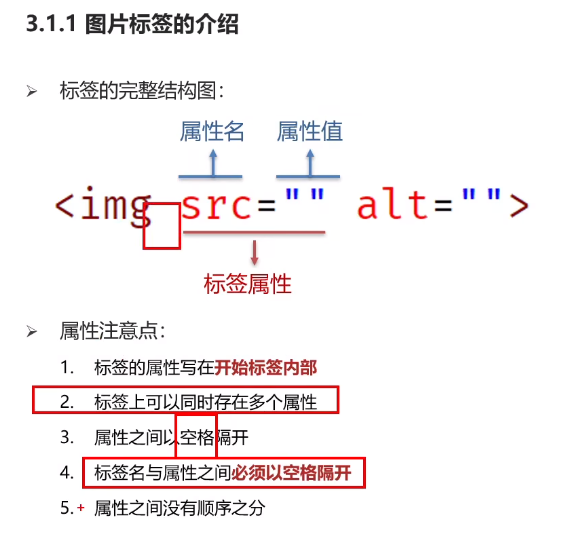 3.1.1 图片标签的介绍
➢ 标签的完整结构图：
属性名 属性值
<img src="" alt="">
标签属性
➢ 属性注意点：
1. 标签的属性写在开始标签内部
2. 标签上可以同时存在多个属性
3. 属性之间以空格隔开
4. 标签名与属性之间必须以空格隔开
5.+ 属性之间没有顺序之分